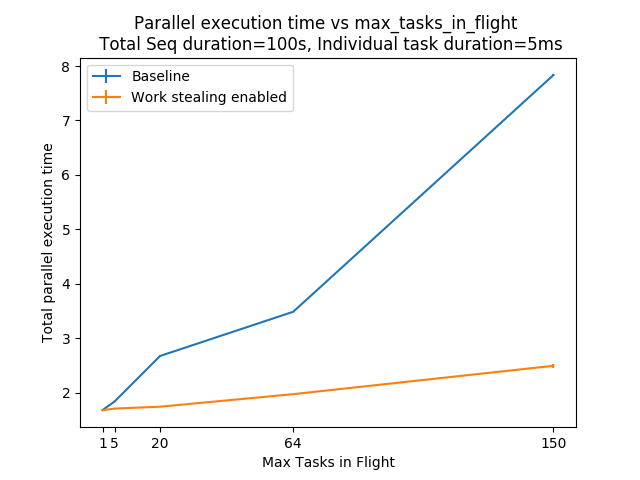 Parallel execution time vs max_tasks_in_flight
Total Seq duration=100s, Individual task duration=5ms
Baseline
Work stealing enabled
Total parallel execution time
8
7
6
5
4
3
2
1 5 20 64 150
Max Tasks in Flight